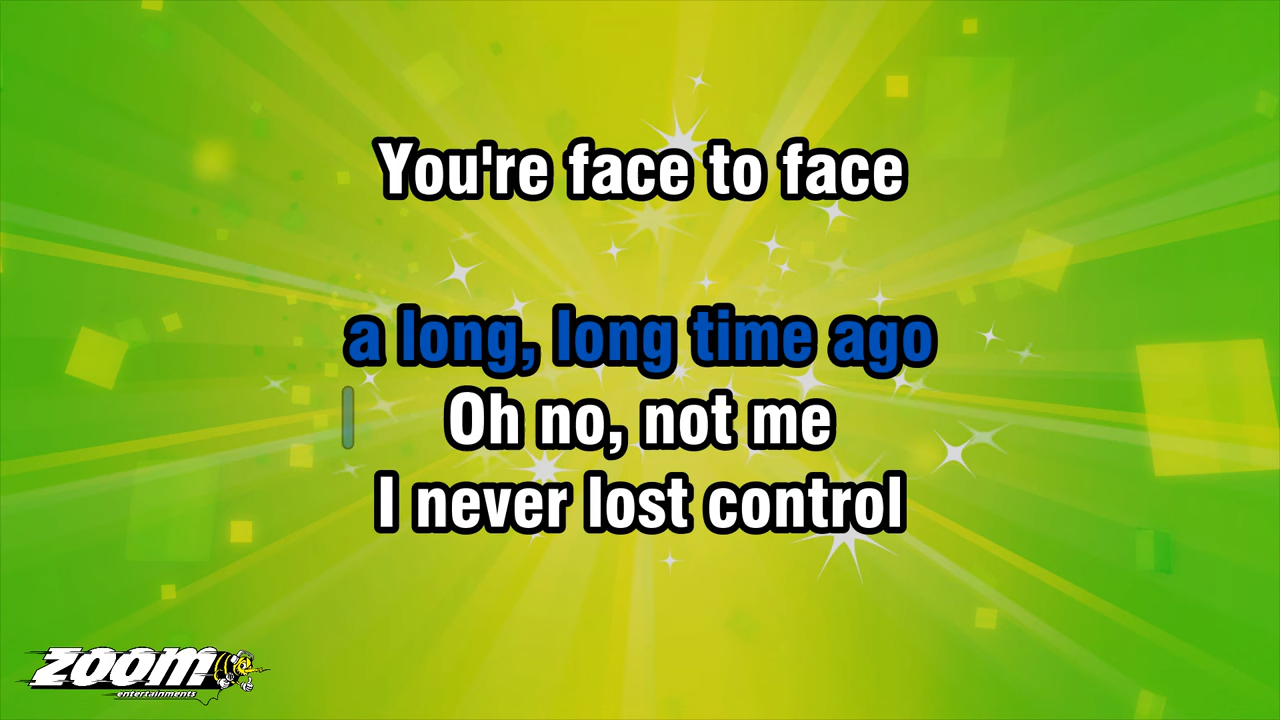 You're face to face
a long, long time ago
Oh no, not me
I never lost control
ZOOM
entertainments